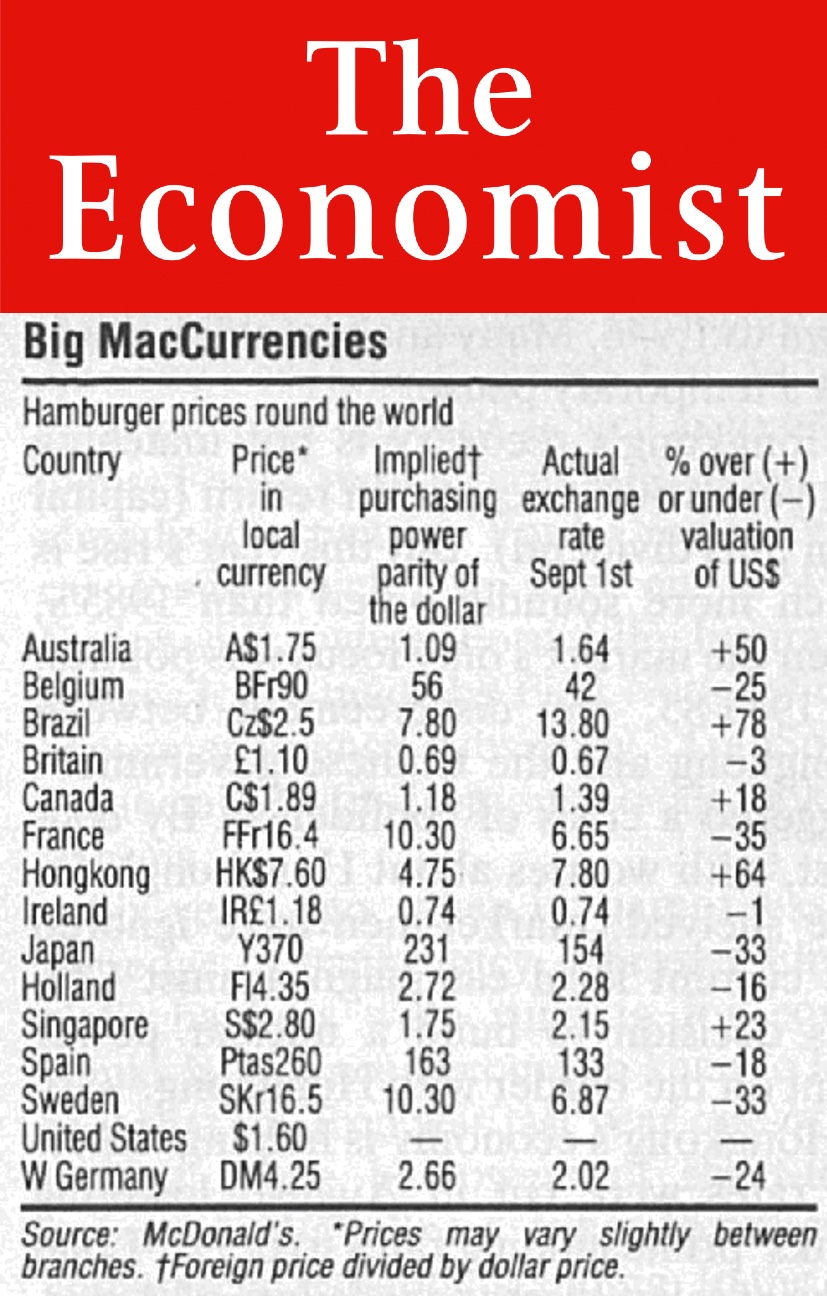 The
Economist
Big MacCurrencies
Hamburger prices round the world
Country Price* Implied† Actual % over (+)
in purchasing exchange or under (−)
local power rate valuation
currency parity of Sept 1st of US$
the dollar
Australia A$1.75 1.09 1.64 +50
Belgium BFr90 56 42 −25
Brazil Cz$2.5 7.80 13.80 +78
Britain £1.10 0.69 0.67 −3
Canada C$1.89 1.18 1.39 +18
France FFr16.4 10.30 6.65 −35
Hongkong HK$7.60 4.75 7.80 +64
Ireland IR£1.18 0.74 0.74 −1
Japan Y370 231 154 −33
Holland Fl4.35 2.72 2.28 −16
Singapore S$2.80 1.75 2.15 +23
Spain Ptas260 163 133 −18
Sweden SKr16.5 10.30 6.87 −33
United States $1.60 — — —
W Germany DM4.25 2.66 2.02 −24
Source: McDonald's. *Prices may vary slightly between
branches. †Foreign price divided by dollar price.